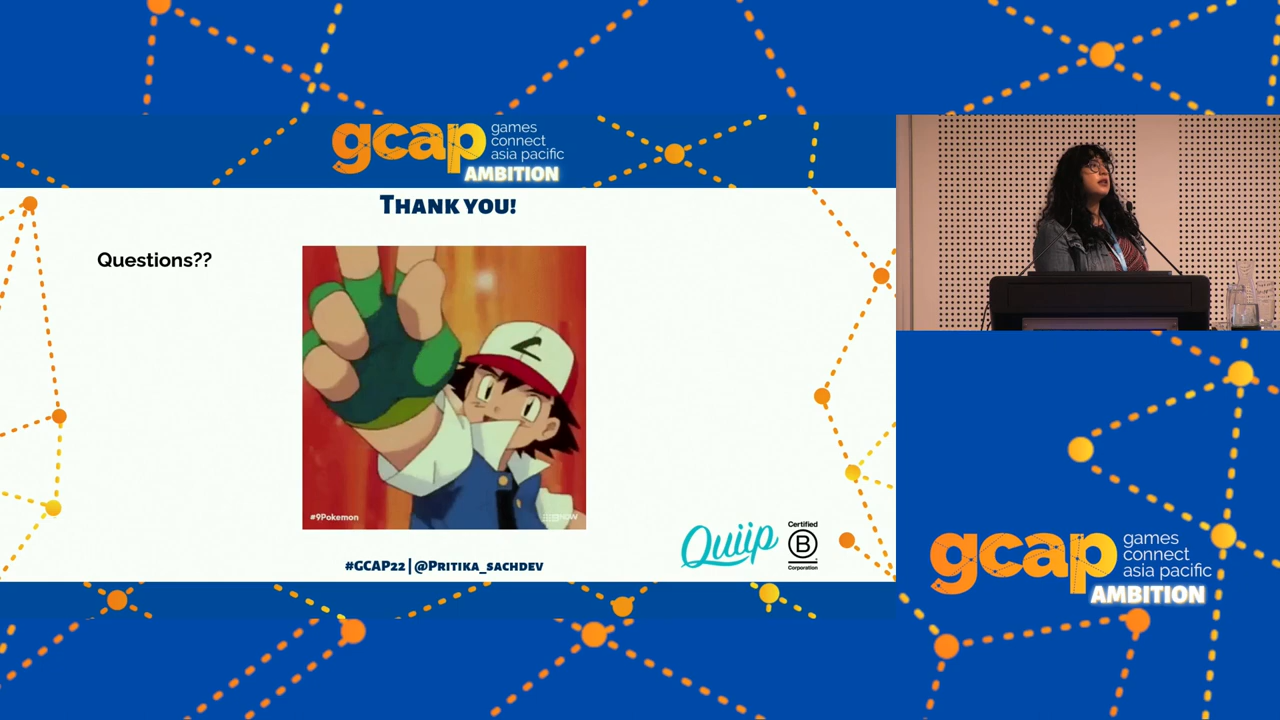 gcap games
connect
asia pacific
AMBITION
THANK YOU!
Questions??
#9Pokemon
Quiip
Certified
B
Corporation
#GCAP22 | @PRITIKA_SACHDEV
gcap games
connect
asia pacific
AMBITION